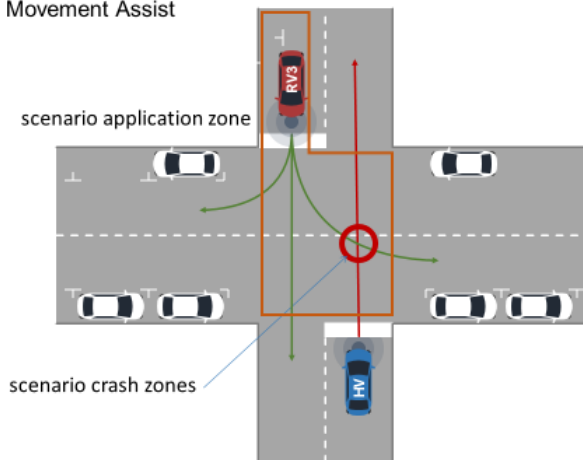 Movement Assist
RV3
scenario application zone
scenario crash zones
HV